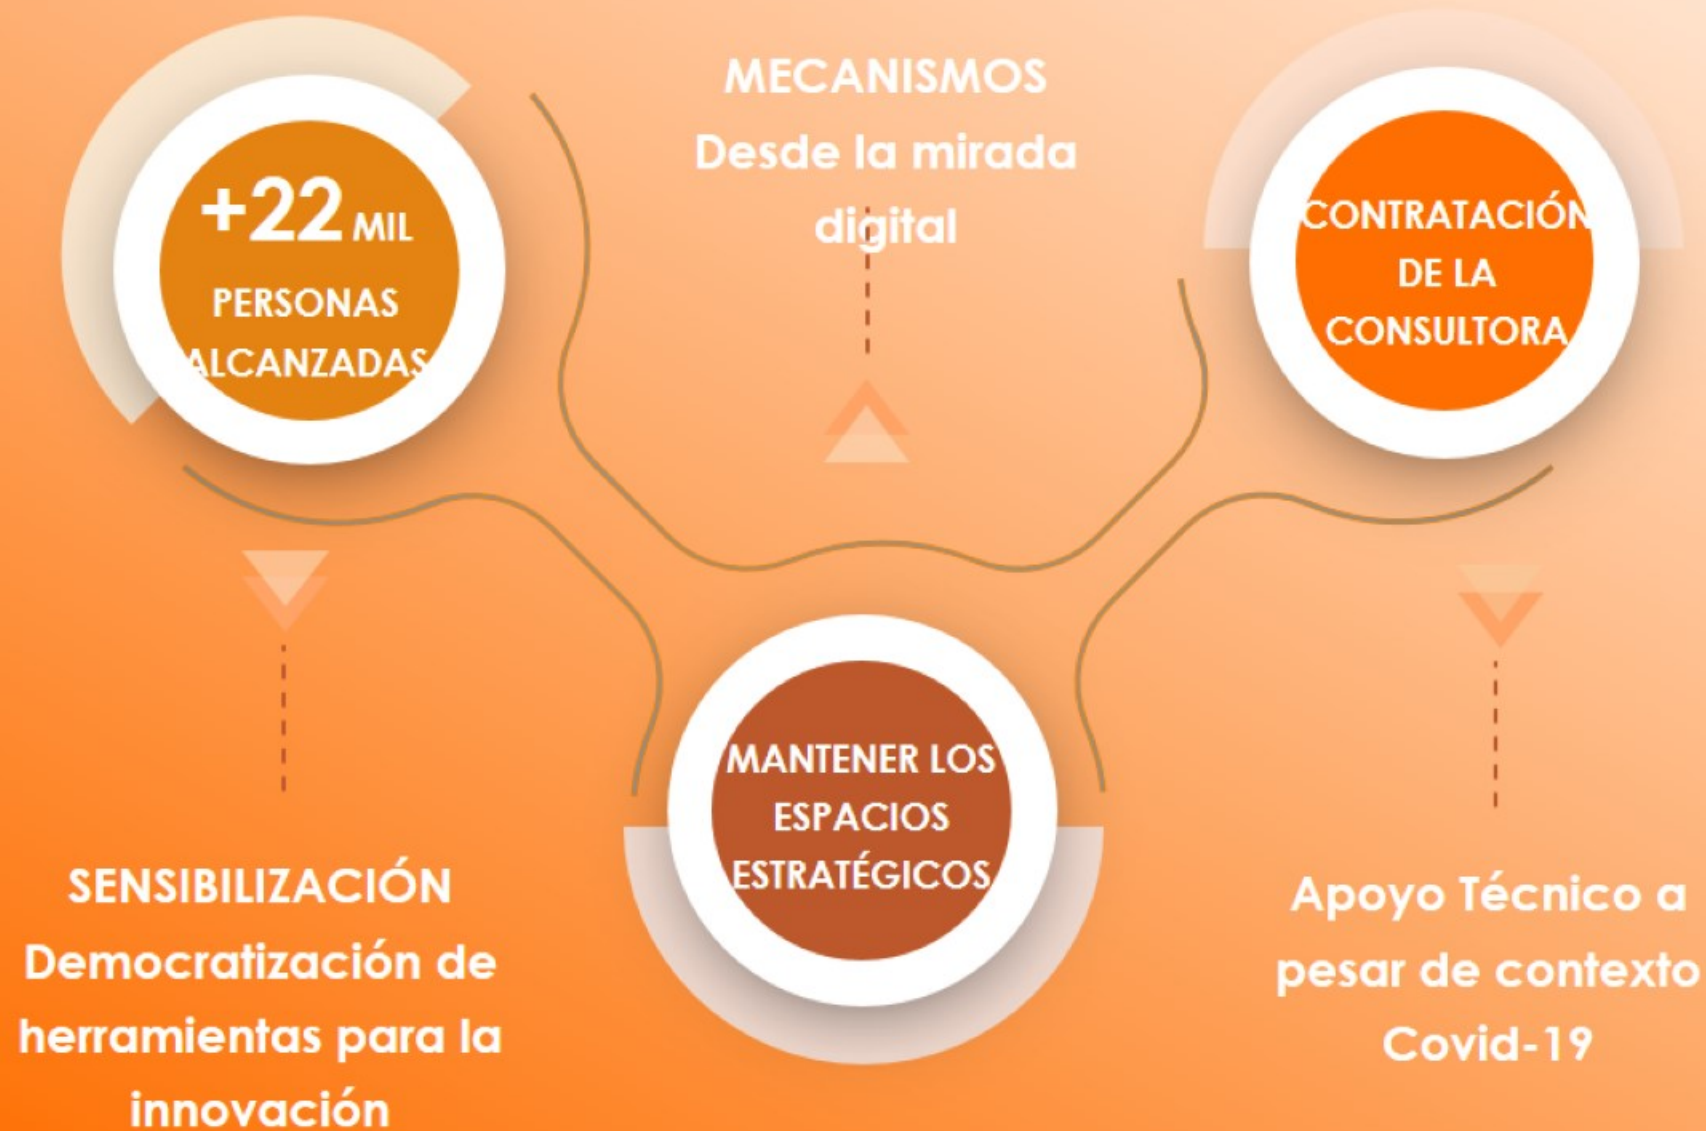 +22 MIL
PERSONAS
ALCANZADAS
MECANISMOS
Desde la mirada
digital
CONTRATACIÓN
DE LA
CONSULTORA
MANTENER LOS
ESPACIOS
ESTRATÉGICOS
SENSIBILIZACIÓN
Democratización de
herramientas para la
innovación
Apoyo Técnico a
pesar de contexto
Covid-19